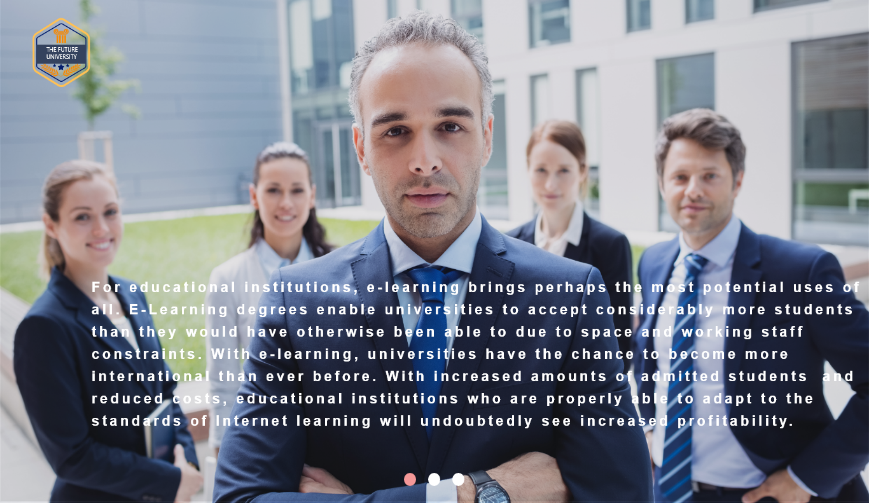 THE FUTURE
UNIVERSITY
For educational institutions, e-learning brings perhaps the most potential uses of
all. E-Learning degrees enable universities to accept considerably more students
than they would have otherwise been able to due to space and working staff
constraints. With e-learning, universities have the chance to become more
international than ever before. With increased amounts of admitted students and
reduced costs, educational institutions who are properly able to adapt to the
standards of Internet learning will undoubtedly see increased profitability.